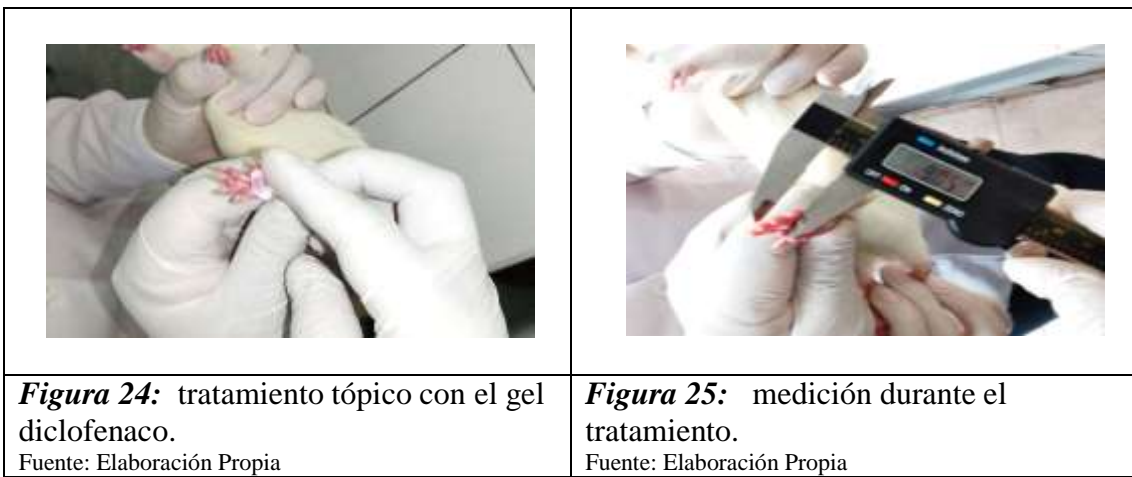 Figura 24: tratamiento tópico con el gel
diclofenaco.
Fuente: Elaboración Propia
Figura 25: medición durante el
tratamiento.
Fuente: Elaboración Propia